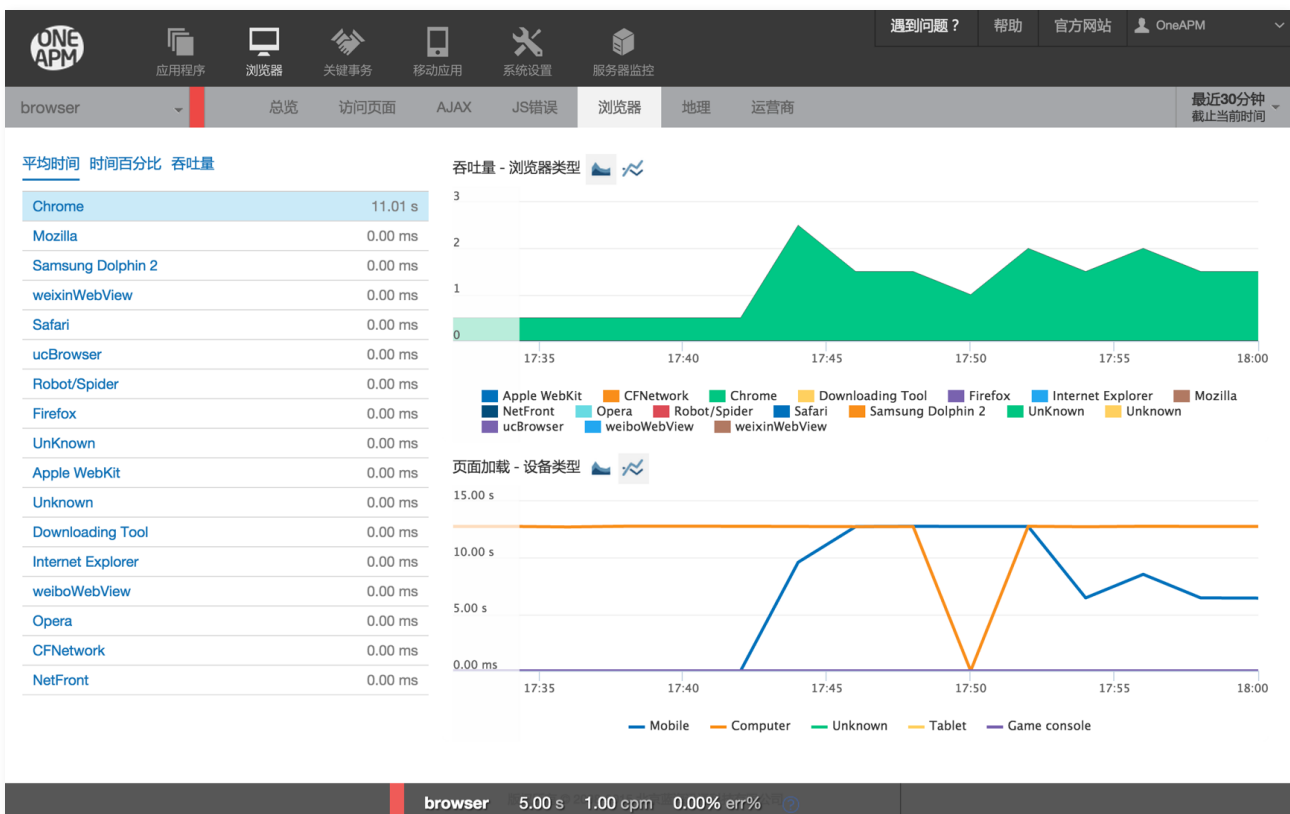 ONE APM
应用程序 浏览器 关键事务 移动应用 系统设置 服务器监控
遇到问题？ 帮助 官方网站 OneAPM
browser 总览 访问页面 AJAX JS错误 浏览器 地理 运营商
最近30分钟
截止当前时间
平均时间 时间百分比 吞吐量
Chrome 11.01 s
Mozilla 0.00 ms
Samsung Dolphin 2 0.00 ms
weixinWebView 0.00 ms
Safari 0.00 ms
ucBrowser 0.00 ms
Robot/Spider 0.00 ms
Firefox 0.00 ms
UnKnown 0.00 ms
Apple WebKit 0.00 ms
Unknown 0.00 ms
Downloading Tool 0.00 ms
Internet Explorer 0.00 ms
weiboWebView 0.00 ms
Opera 0.00 ms
CFNetwork 0.00 ms
NetFront 0.00 ms
吞吐量 - 浏览器类型
3
2
1
0
17:35 17:40 17:45 17:50 17:55 18:00
Apple WebKit CFNetwork Chrome Downloading Tool Firefox Internet Explorer Mozilla
NetFront Opera Robot/Spider Safari Samsung Dolphin 2 UnKnown Unknown
ucBrowser weiboWebView weixinWebView
页面加载 - 设备类型
15.00 s
10.00 s
5.00 s
0.00 ms
17:35 17:40 17:45 17:50 17:55 18:00
Mobile Computer Unknown Tablet Game console
browser 5.00 s 1.00 cpm 0.00% err%